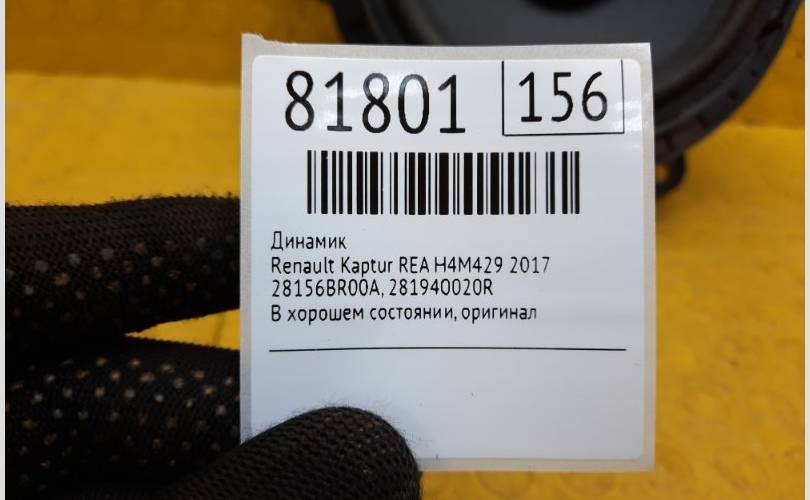 81801 156
Динамик
Renault Kaptur REA H4M429 2017
28156BR00A, 281940020R
В хорошем состоянии, оригинал